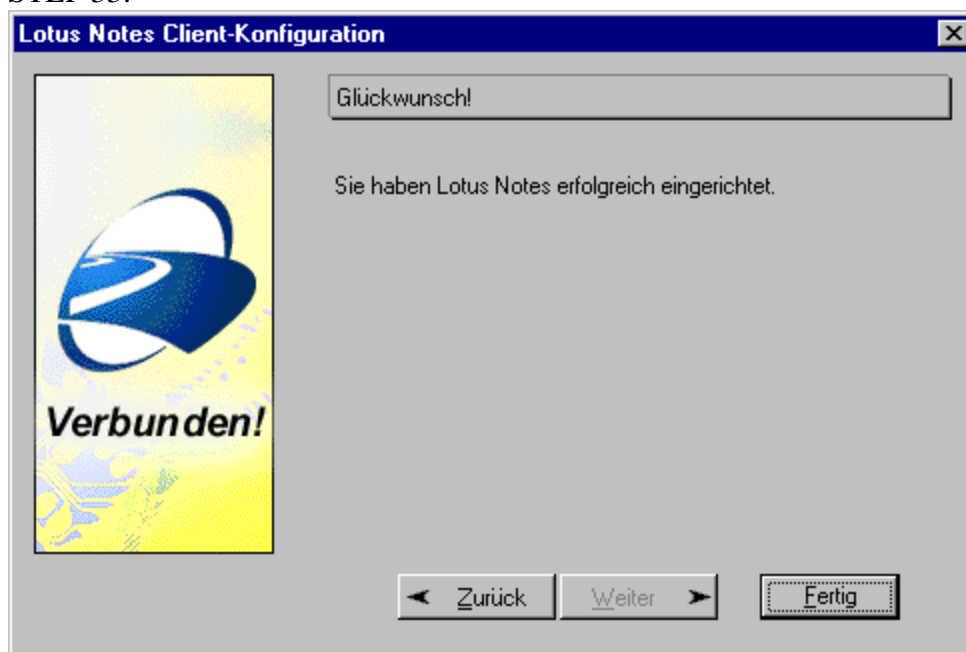 Lotus Notes Client-Konfiguration
Glückwunsch!
Sie haben Lotus Notes erfolgreich eingerichtet.
Verbunden!
Zurück
Weiter
Fertig